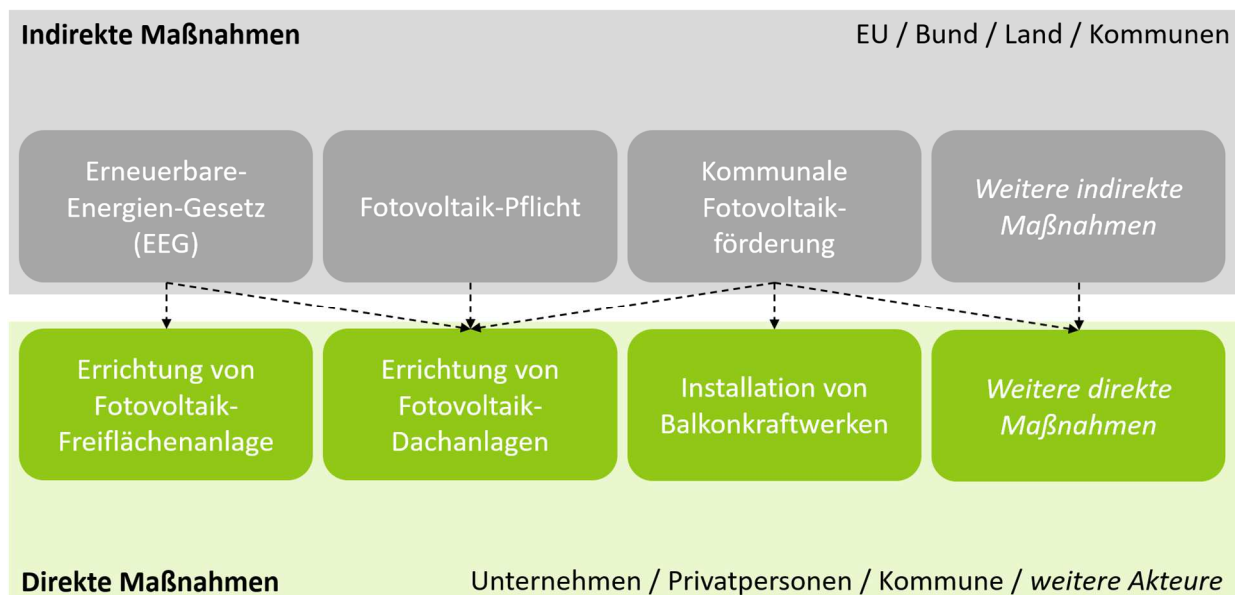 Indirekte Maßnahmen
EU / Bund / Land / Kommunen
Erneuerbare-
Energien-Gesetz
(EEG)
Fotovoltaik-Pflicht
Kommunale
Fotovoltaik-
förderung
Weitere indirekte
Maßnahmen
Errichtung von
Fotovoltaik-
Freiflächenanlage
Errichtung von
Fotovoltaik-
Dachanlagen
Installation von
Balkonkraftwerken
Weitere direkte
Maßnahmen
Direkte Maßnahmen
Unternehmen / Privatpersonen / Kommune / weitere Akteure